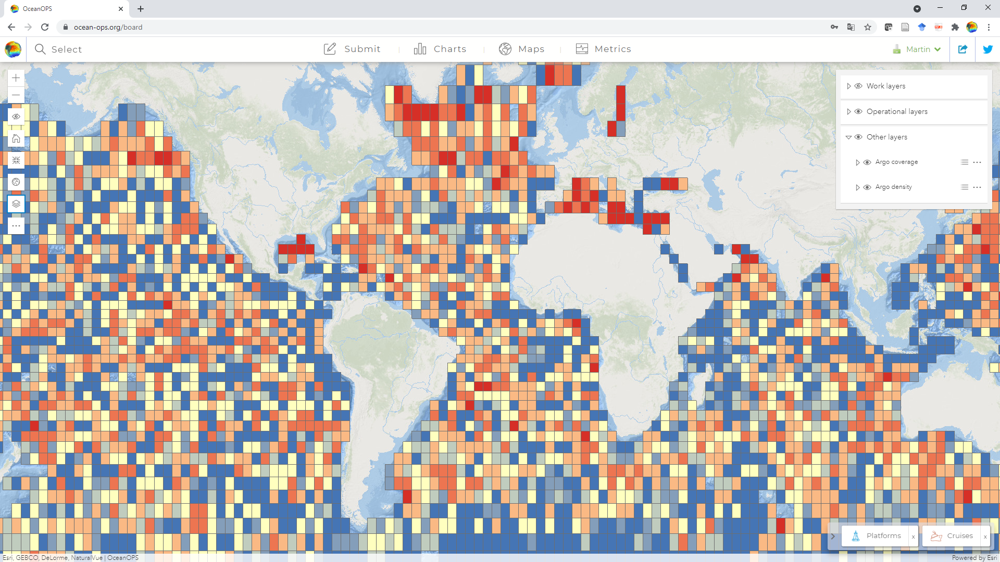 OceanOPS
ocean-ops.org/board
Select
Submit
Charts
Maps
Metrics
Martin
Work layers
Operational layers
Other layers
Argo coverage
Argo density
Platforms x
Cruises x
Esri, GEBCO, DeLorme, NaturalVue | OceanOPS
Powered by Esri